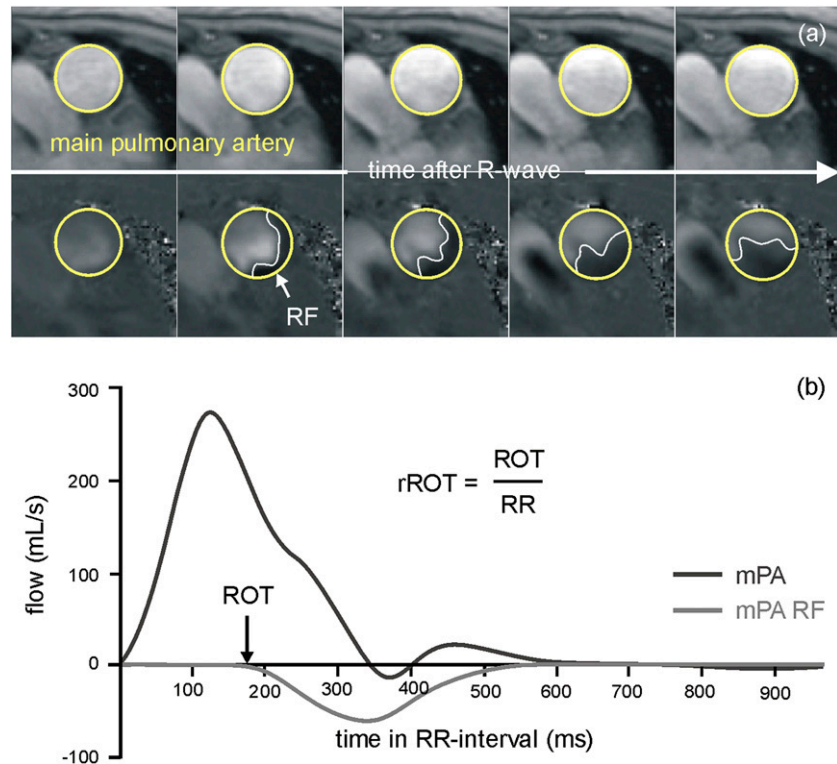 (a)
main pulmonary artery
time after R-wave
RF
(b)
300
200
100
0
-100
flow (mL/s)
rROT = ROT / RR
ROT
mPA
mPA RF
100 200 300 400 500 600 700 800 900
time in RR-interval (ms)